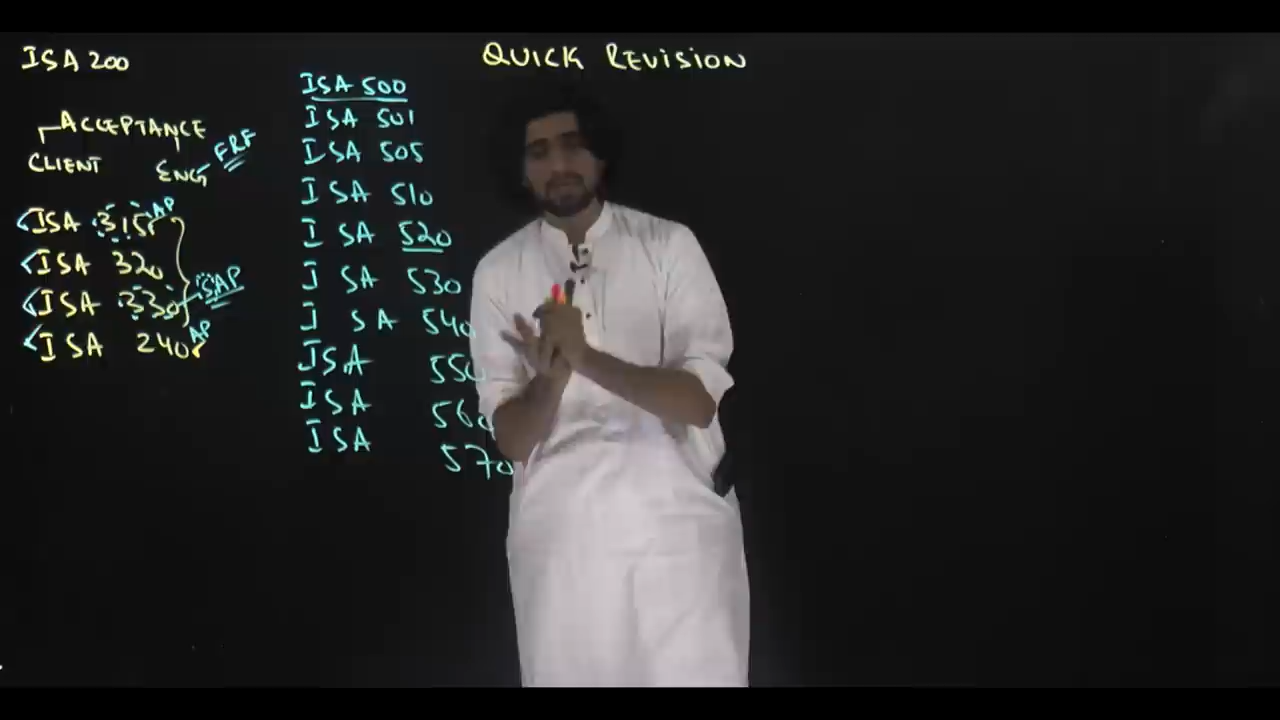 ISA 200
QUICK REVISION
ACCEPTANCE
CLIENT ENG FRF
ISA 315 AP
ISA 320
ISA 330 SAP
ISA 240 AP
ISA 500
ISA 501
ISA 505
ISA 510
ISA 520
ISA 530
ISA 540
ISA 550
ISA 560
ISA 570